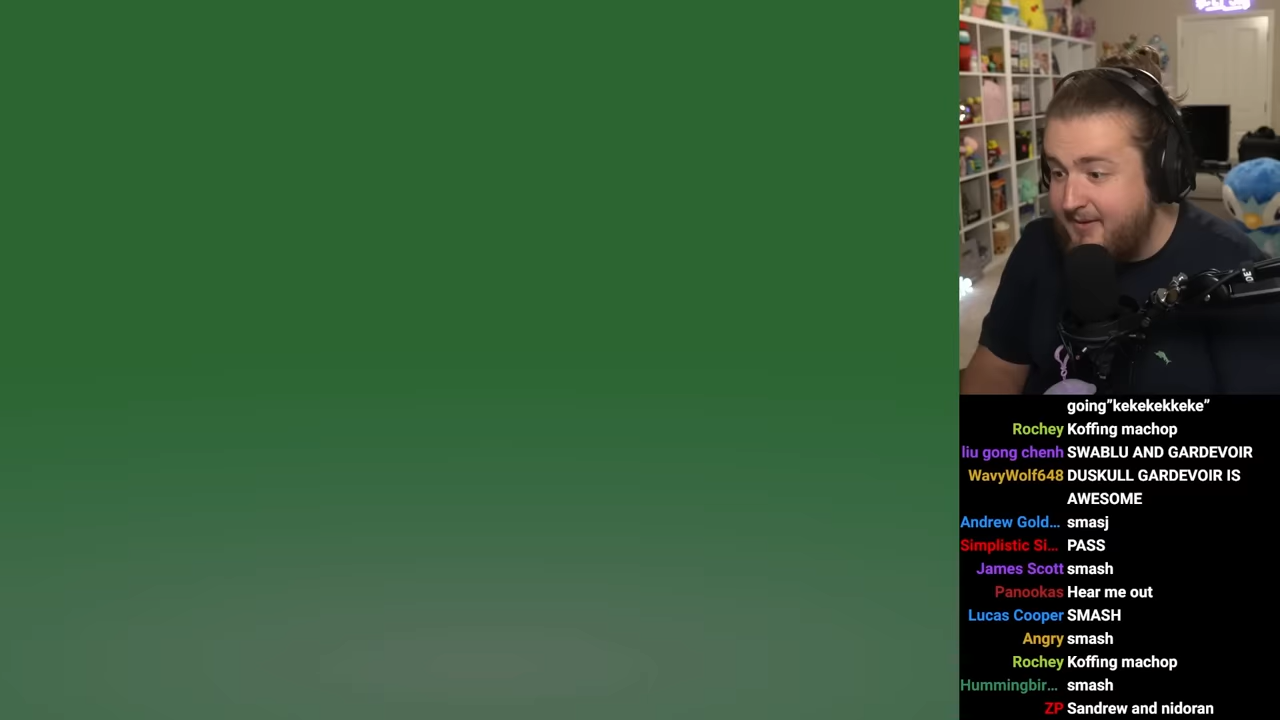 going"kekekekkeke"
Rochey Koffing machop
liu gong chenh SWABLU AND GARDEVOIR
WavyWolf648 DUSKULL GARDEVOIR IS
AWESOME
Andrew Gold... smasj
Simplistic Si... PASS
James Scott smash
Panookas Hear me out
Lucas Cooper SMASH
Angry smash
Rochey Koffing machop
Hummingbir... smash
ZP Sandrew and nidoran